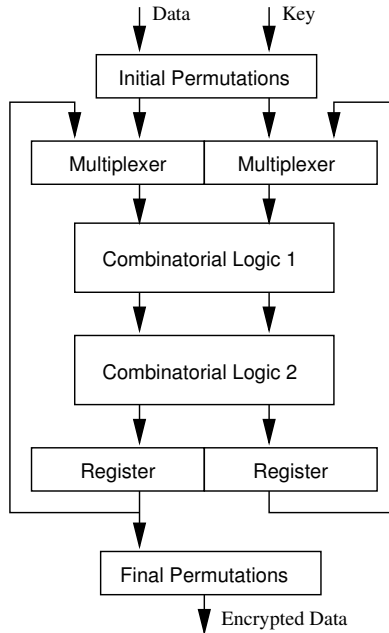 Data
Key
Initial Permutations
Multiplexer
Multiplexer
Combinatorial Logic 1
Combinatorial Logic 2
Register
Register
Final Permutations
Encrypted Data